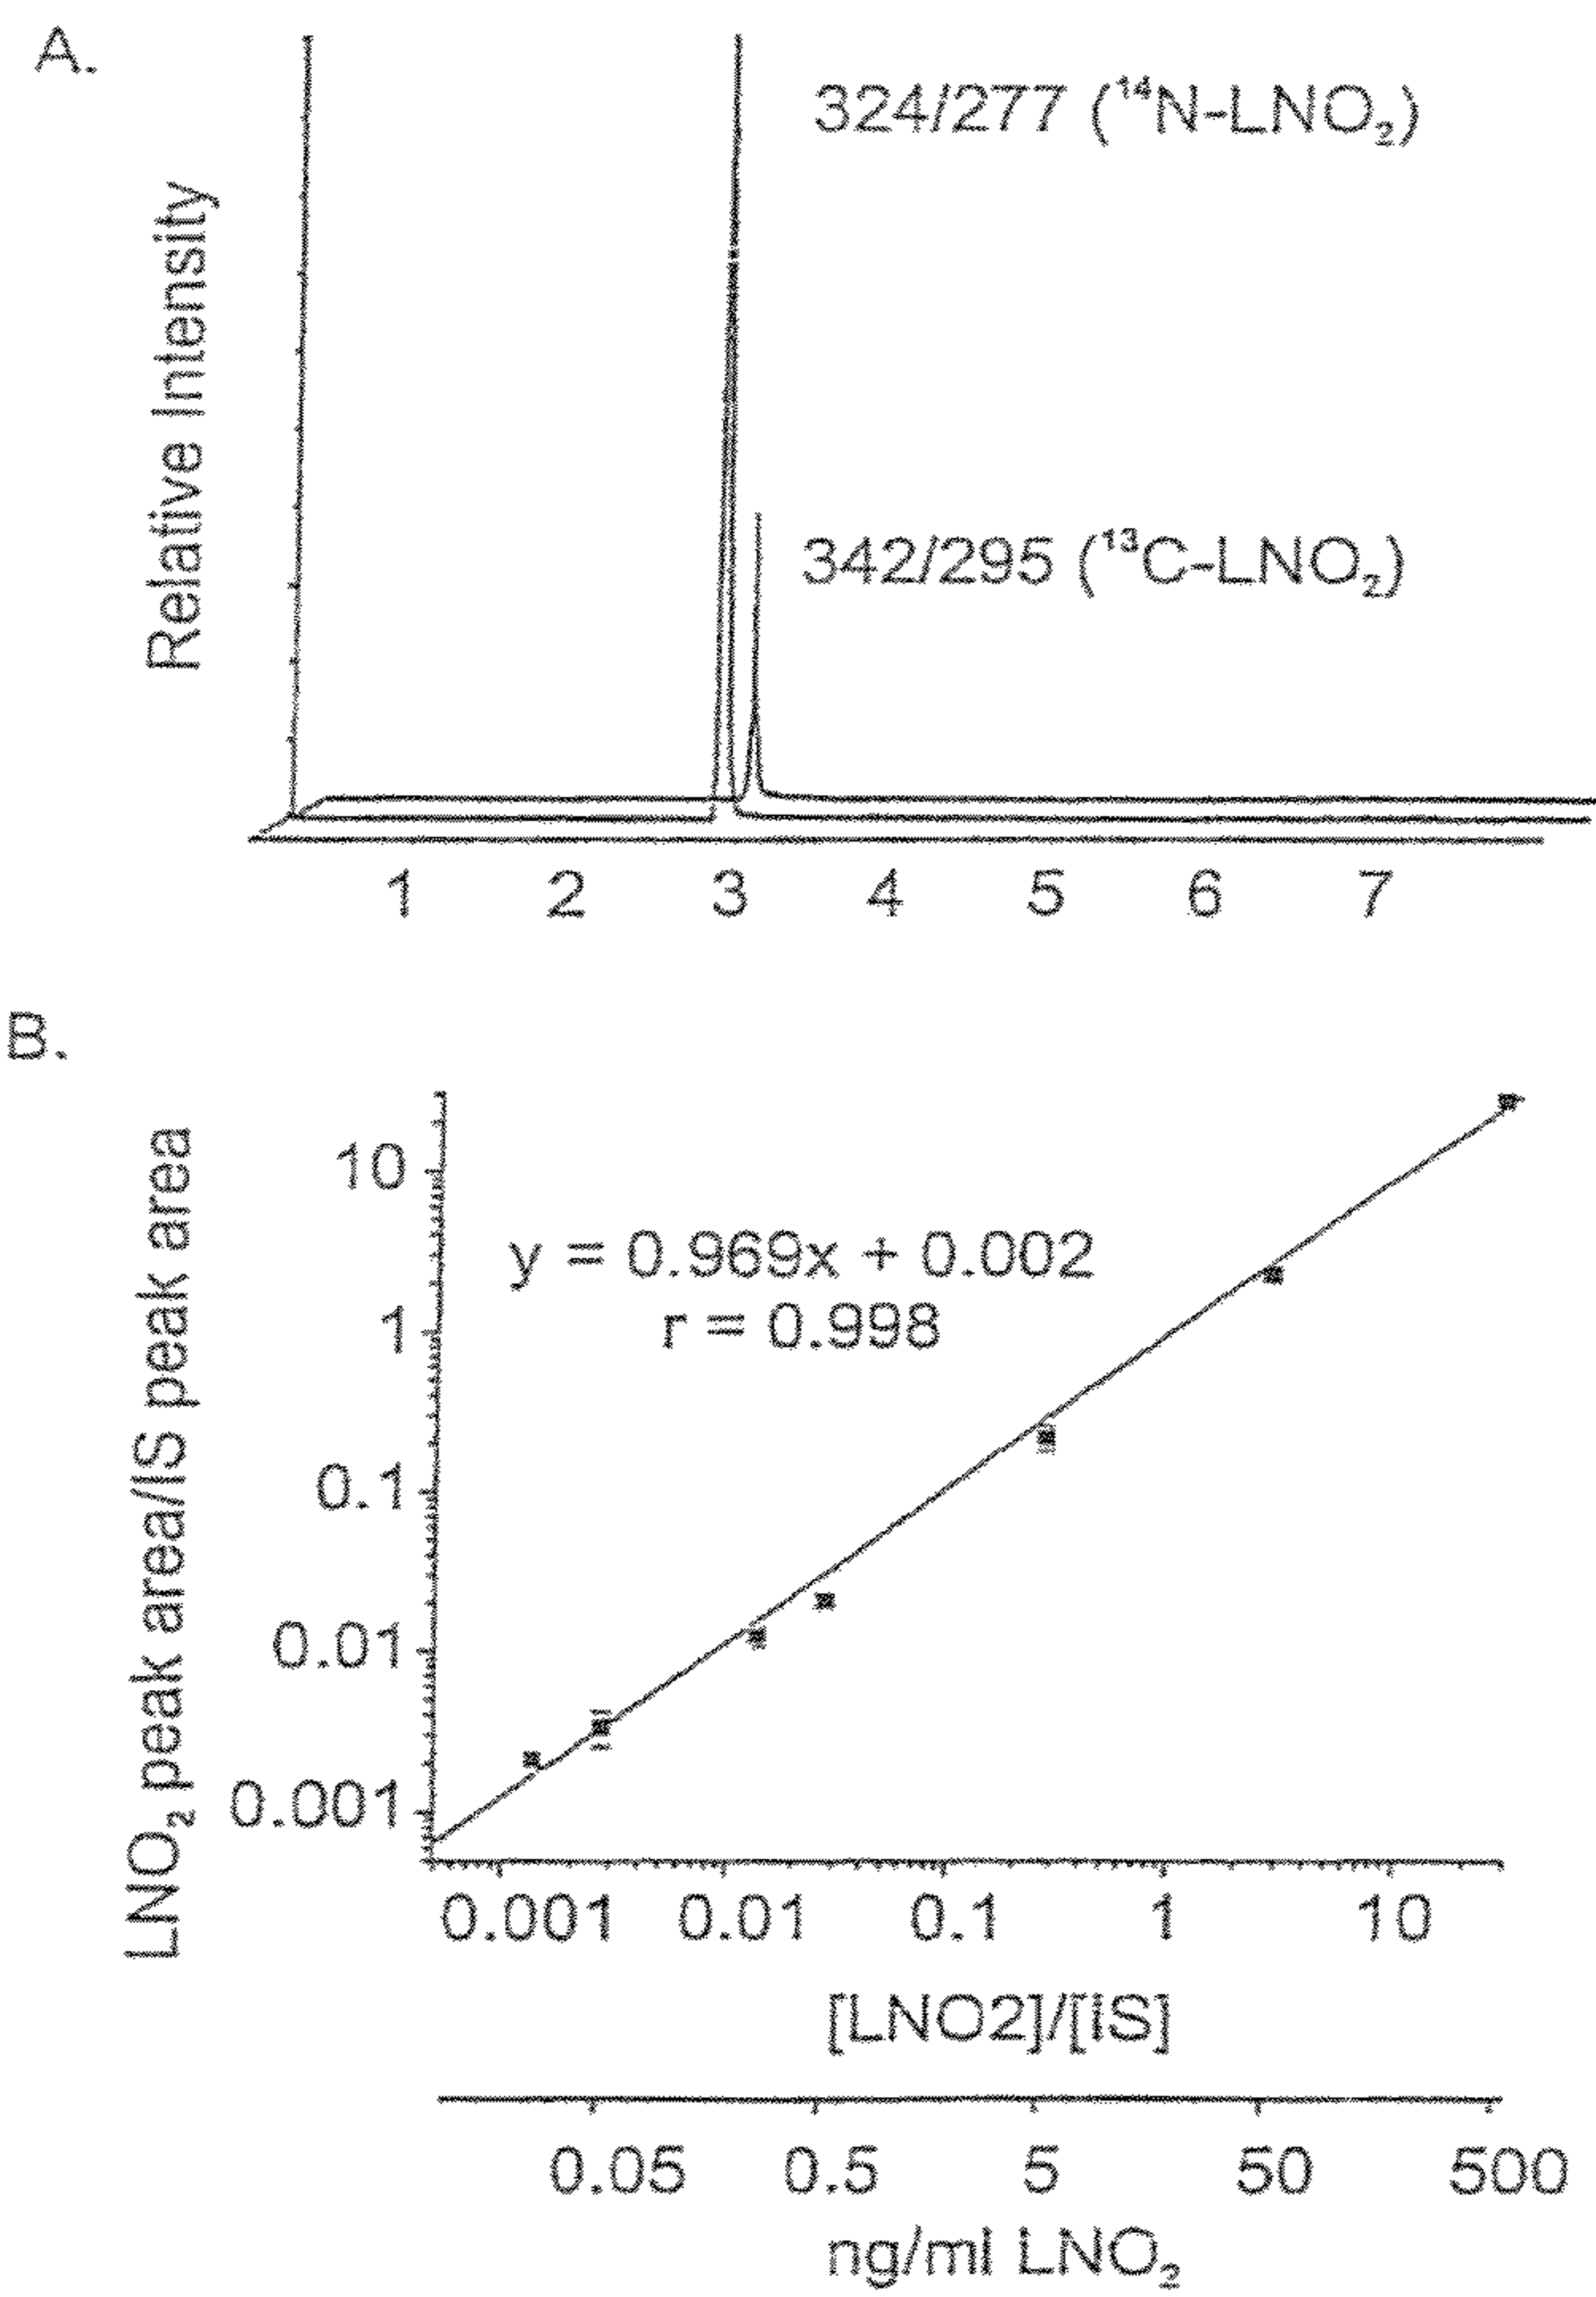 A.
Relative Intensity
324/277 (¹⁴N-LNO₂)
342/295 (¹³C-LNO₂)
1 2 3 4 5 6 7
B.
LNO₂ peak area/IS peak area
10
1
0.1
0.01
0.001
y = 0.969x + 0.002
r = 0.998
0.001 0.01 0.1 1 10
[LNO2]/[IS]
0.05 0.5 5 50 500
ng/ml LNO₂